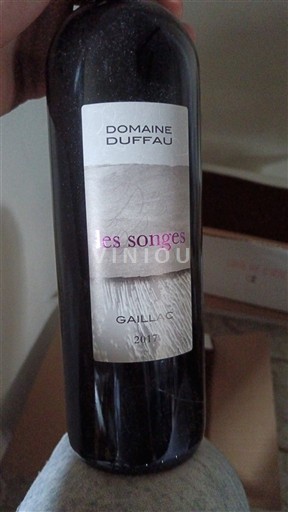 DOMAINE
DUFFAU
les songes
VINIOU
GAILLAC
2017